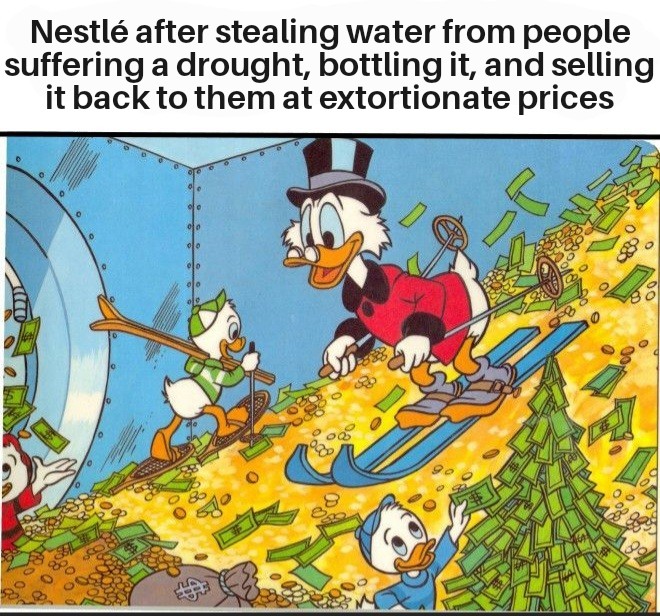 Nestlé after stealing water from people
suffering a drought, bottling it, and selling
it back to them at extortionate prices